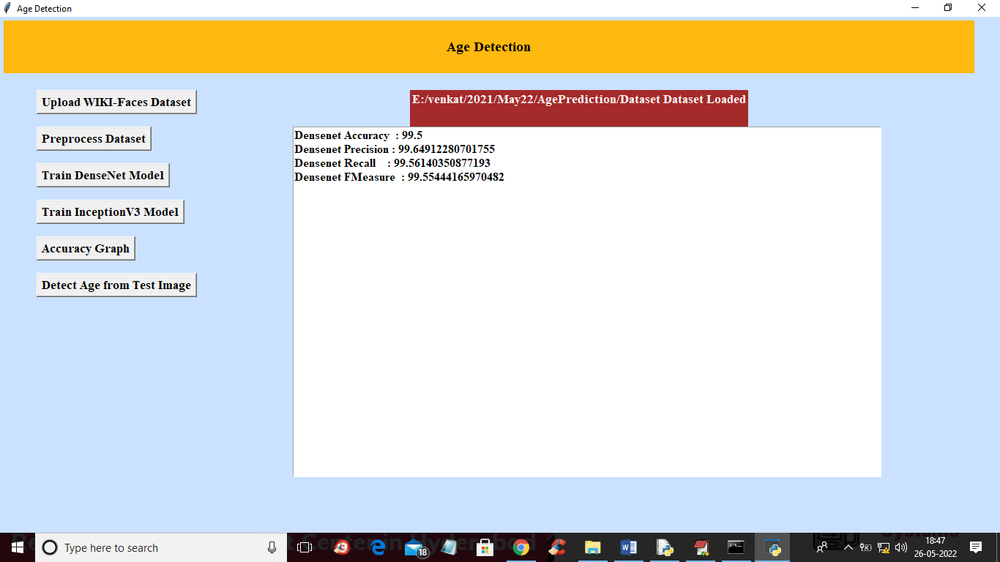 Age Detection
Age Detection
Upload WIKI-Faces Dataset
E:/venkat/2021/May22/AgePrediction/Dataset Dataset Loaded
Preprocess Dataset
Train DenseNet Model
Train InceptionV3 Model
Accuracy Graph
Detect Age from Test Image
Densenet Accuracy : 99.5
Densenet Precision : 99.64912280701755
Densenet Recall : 99.56140350877193
Densenet FMeasure : 99.55444165970482
Type here to search
18
18:47
26-05-2022